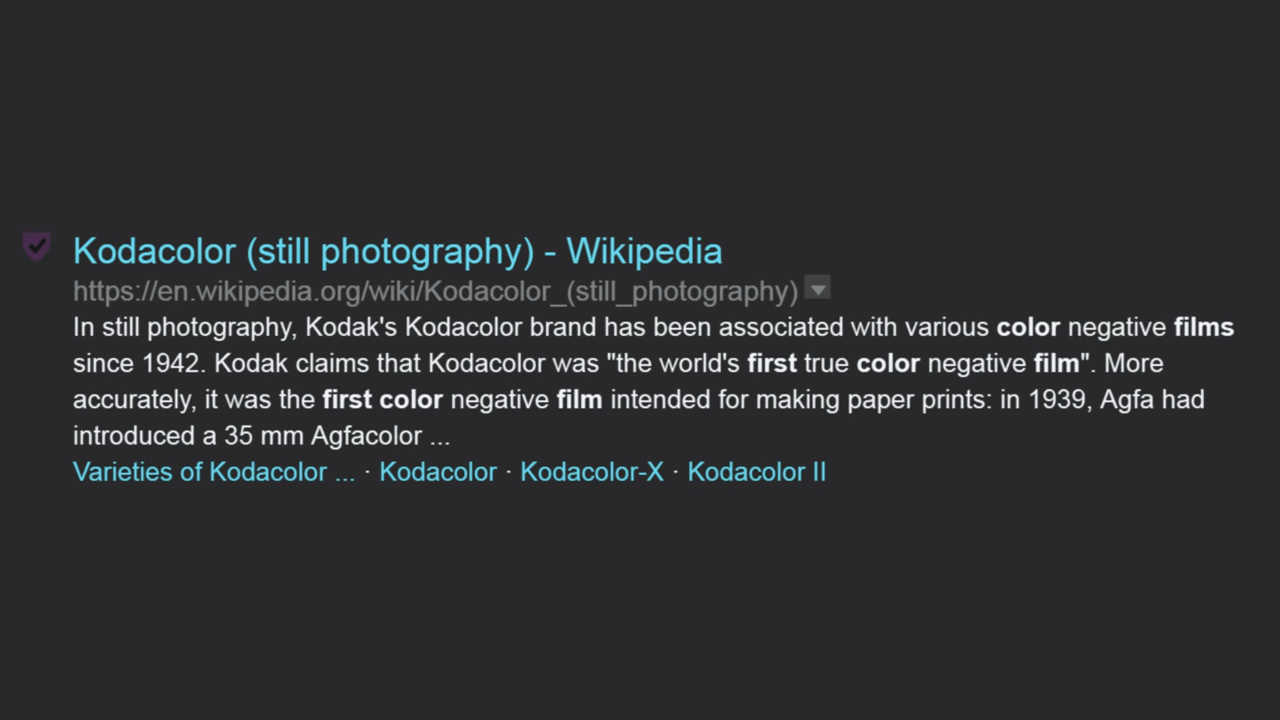 Kodacolor (still photography) - Wikipedia
https://en.wikipedia.org/wiki/Kodacolor_(still_photography)
In still photography, Kodak's Kodacolor brand has been associated with various color negative films
since 1942. Kodak claims that Kodacolor was "the world's first true color negative film". More
accurately, it was the first color negative film intended for making paper prints: in 1939, Agfa had
introduced a 35 mm Agfacolor ...
Varieties of Kodacolor ... · Kodacolor · Kodacolor-X · Kodacolor II